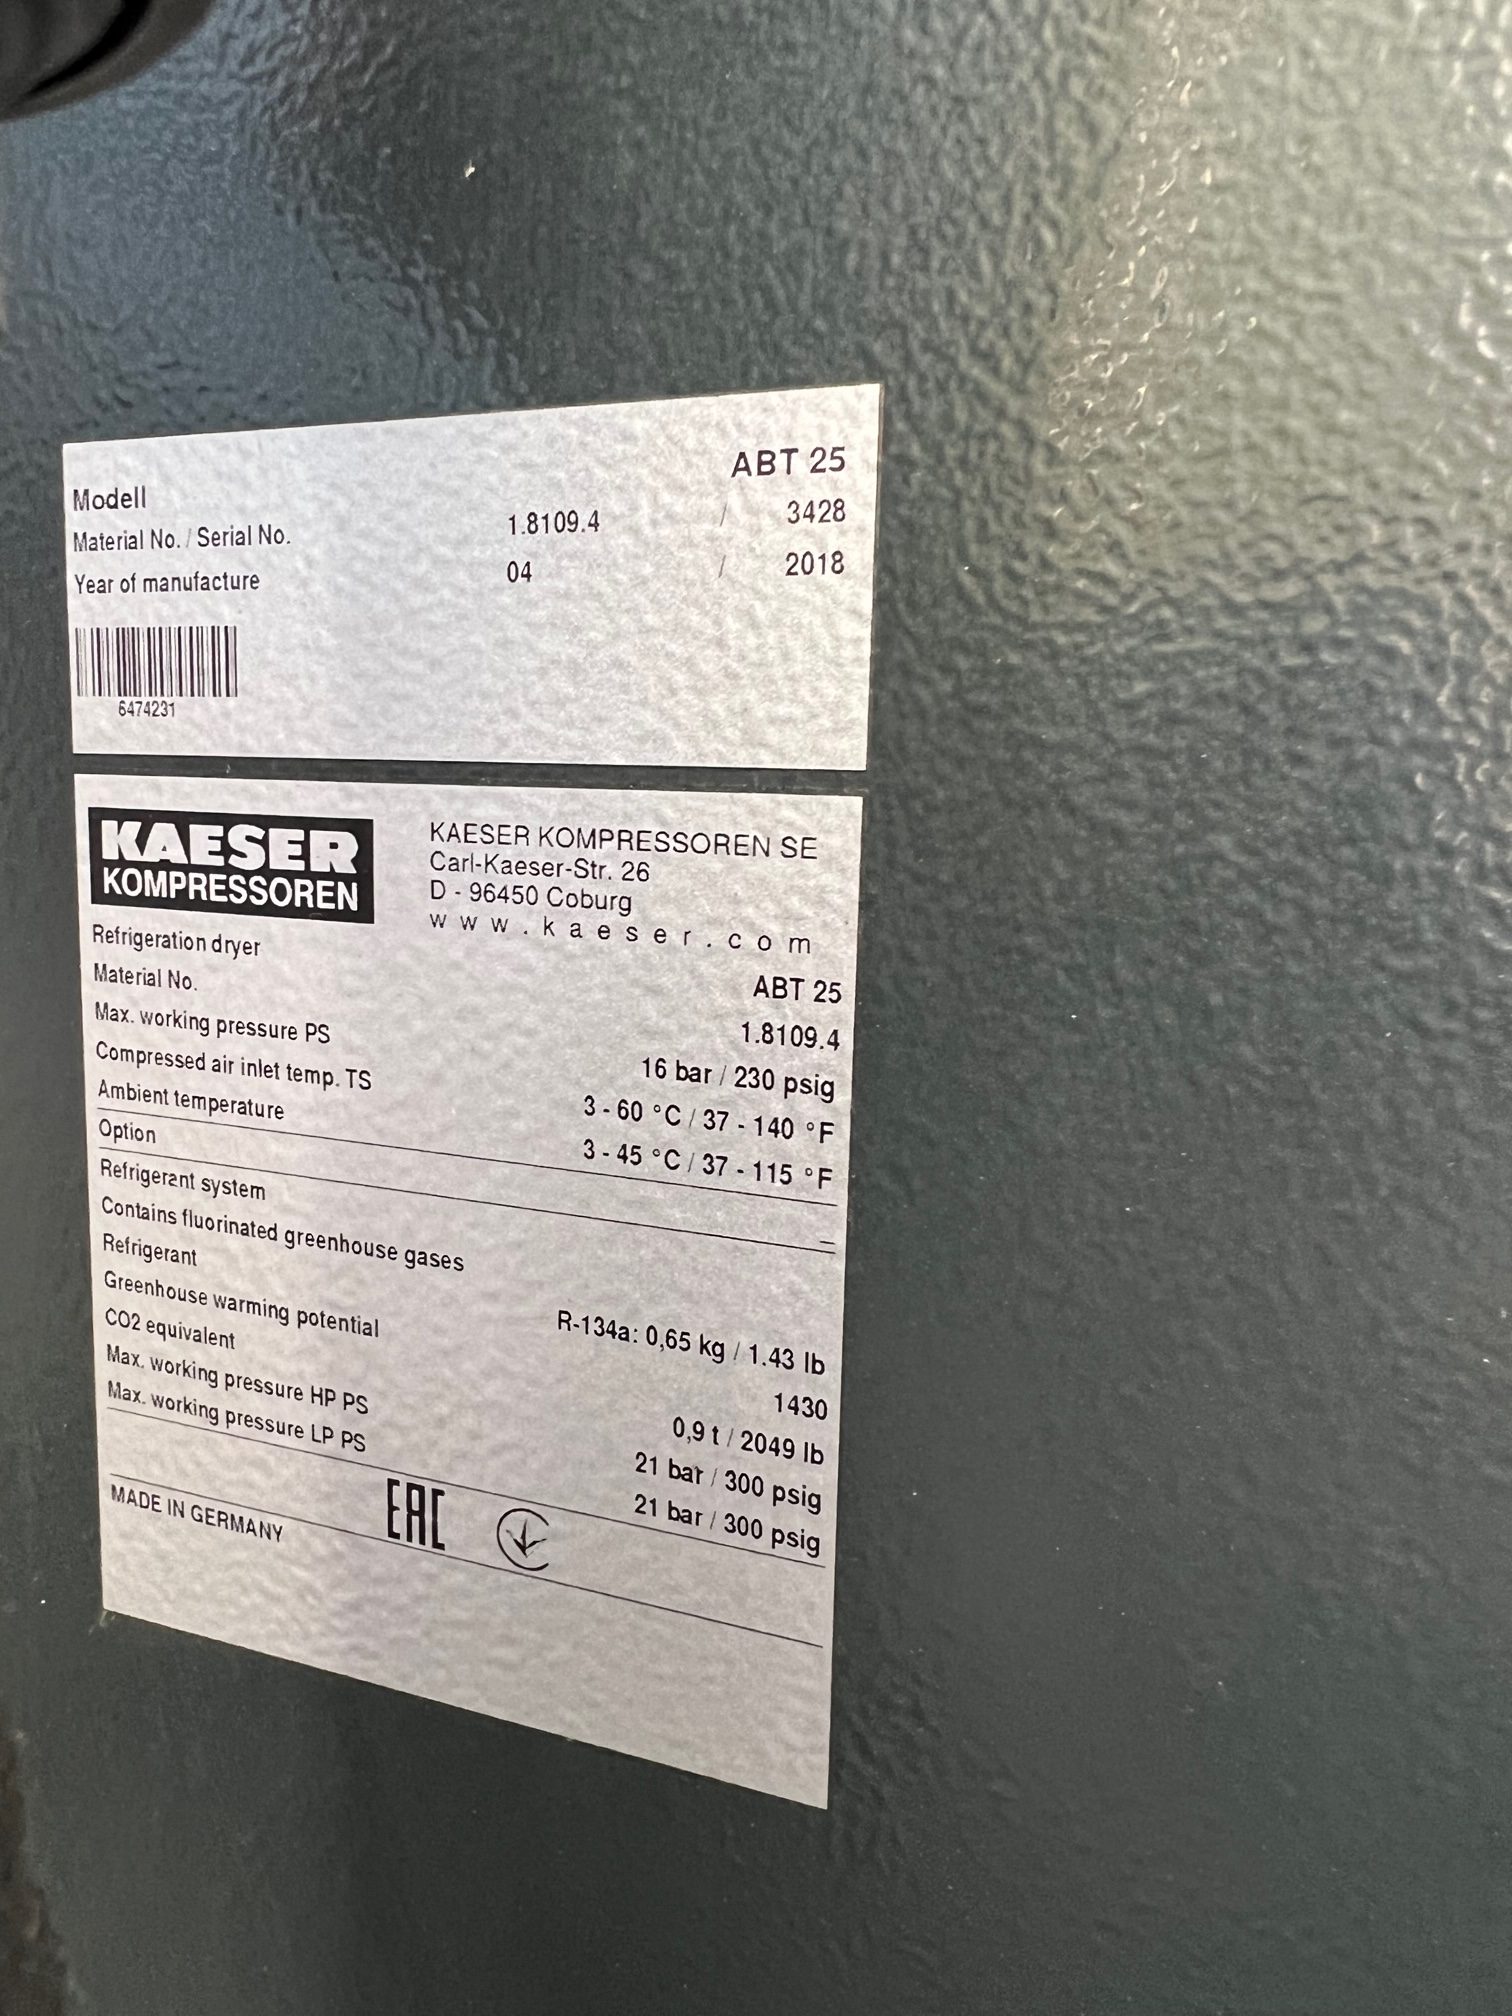 Modell ABT 25
Material No. / Serial No. 1.8109.4 / 3428
Year of manufacture 04 / 2018
6474231
KAESER
KOMPRESSOREN
KAESER KOMPRESSOREN SE
Carl-Kaeser-Str. 26
D - 96450 Coburg
www.kaeser.com
Refrigeration dryer ABT 25
Material No. 1.8109.4
Max. working pressure PS 16 bar / 230 psig
Compressed air inlet temp. TS 3 - 60 °C / 37 - 140 °F
Ambient temperature 3 - 45 °C / 37 - 115 °F
Option –
Refrigerant system
Contains fluorinated greenhouse gases
Refrigerant R-134a: 0,65 kg / 1.43 lb
Greenhouse warming potential 1430
CO2 equivalent 0,9 t / 2049 lb
Max. working pressure HP PS 21 bar / 300 psig
Max. working pressure LP PS 21 bar / 300 psig
EAC
MADE IN GERMANY